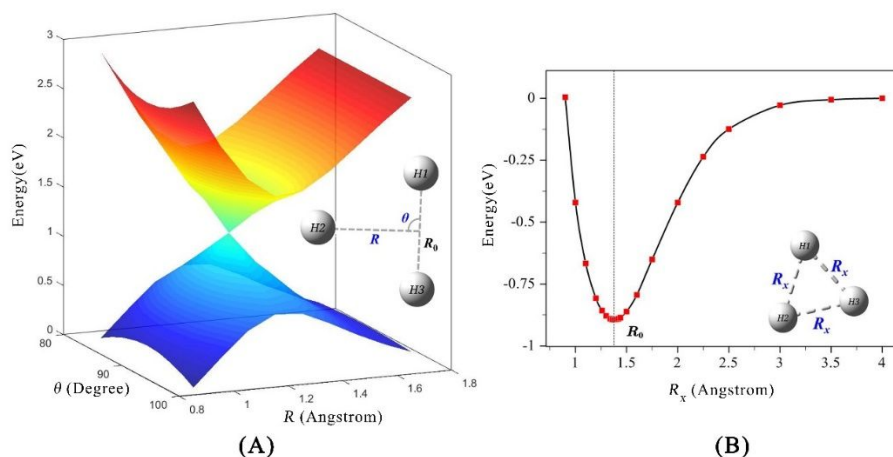 3
2.5
2
1.5
1
0.5
0
Energy(eV)
80
90
100
θ (Degree)
0.8
1
1.2
1.4
1.6
1.8
R (Angstrom)
H1
H2
H3
θ
R
R₀
(A)
0
-0.25
-0.5
-0.75
-1
Energy(eV)
R₀
H1
H2
H3
Rₓ
Rₓ
Rₓ
1
1.5
2
2.5
3
3.5
4
Rₓ (Angstrom)
(B)